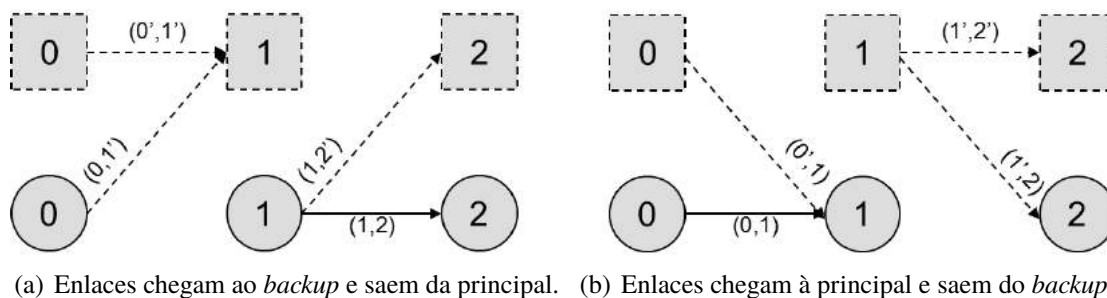 0 (0',1') 1 2 0 1 (1',2') 2
(0,1') (1,2') (0',1) (1',2)
0 1 (1,2) 2 0 (0,1) 1 2
(a) Enlaces chegam ao backup e saem da principal. (b) Enlaces chegam à principal e saem do backup